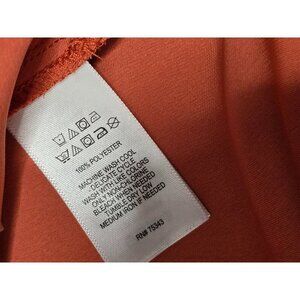 100% POLYESTER
MACHINE WASH COOL
DELICATE CYCLE
WASH WITH LIKE COLORS
ONLY NON-CHLORINE
BLEACH WHEN NEEDED
TUMBLE DRY LOW
MEDIUM IRON IF NEEDED
RN# 75343